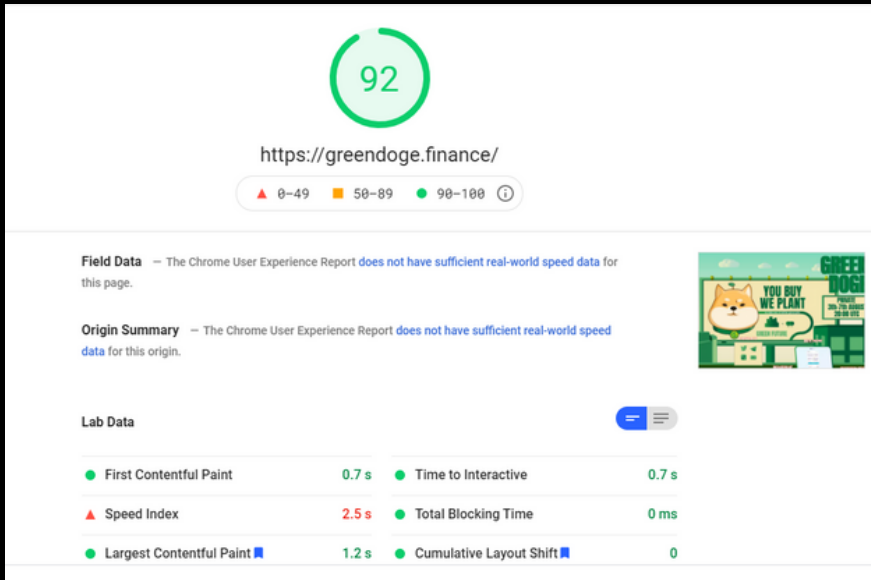 92
https://greendoge.finance/
0–49 50–89 90–100
Field Data — The Chrome User Experience Report does not have sufficient real-world speed data for
this page.
Origin Summary — The Chrome User Experience Report does not have sufficient real-world speed
data for this origin.
YOU BUY
WE PLANT
Lab Data
First Contentful Paint 0.7 s Time to Interactive 0.7 s
Speed Index 2.5 s Total Blocking Time 0 ms
Largest Contentful Paint 1.2 s Cumulative Layout Shift 0